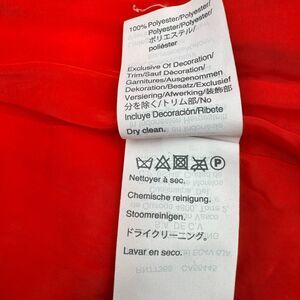 100% Polyester/Polyester/
Polyester/Polyester/
ポリエステル/
poliéster
Exclusive Of Decoration/
Trim/Sauf Décoration/
Garnitures/Ausgenommen
Dekoration/Besatz/Exclusief
Versiering/Afwerking/装飾部
分を除く/トリム部/No
Incluye Decoración/Ribete
Dry clean.
Nettoyer à sec.
Chemische reinigung.
Stoomreinigen.
ドライクリーニング。
Lavar en seco.